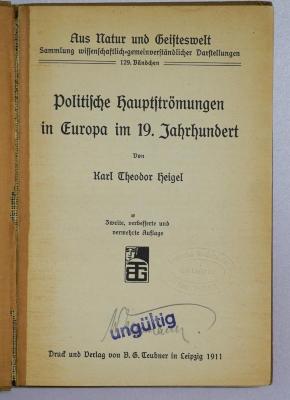 Aus Natur und Geisteswelt
Sammlung wissenschaftlich-gemeinverständlicher Darstellungen
129. Bändchen
Politische Hauptströmungen
in Europa im 19. Jahrhundert
Von
Karl Theodor Heigel
Zweite, verbesserte und
vermehrte Auflage
ungültig
Druck und Verlag von B. G. Teubner in Leipzig 1911